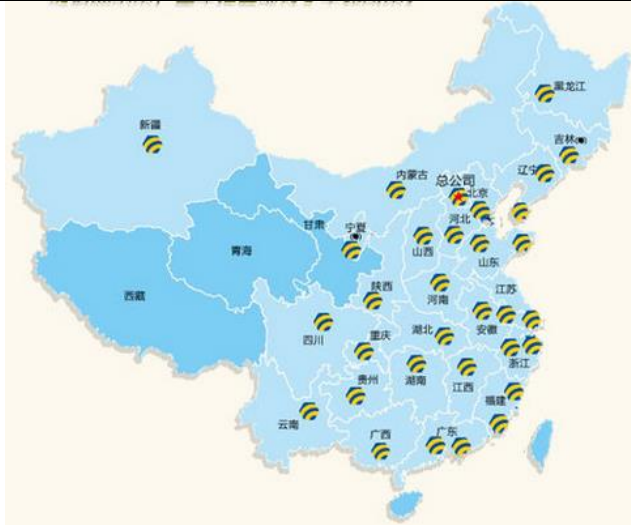 黑龙江
新疆
吉林
辽宁
内蒙古
总公司
北京
甘肃
宁夏
河北
青海
山西
山东
西藏
陕西
河南
江苏
四川
重庆
湖北
安徽
浙江
贵州
湖南
江西
福建
云南
广西
广东